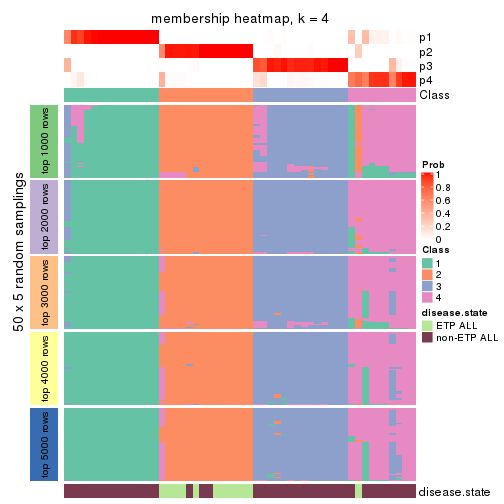 membership heatmap, k = 4
p1
p2
p3
p4
Class
50 x 5 random samplings
top 1000 rows
top 2000 rows
top 3000 rows
top 4000 rows
top 5000 rows
disease.state
Prob
1
0.8
0.6
0.4
0.2
0
Class
1
2
3
4
disease.state
ETP ALL
non-ETP ALL